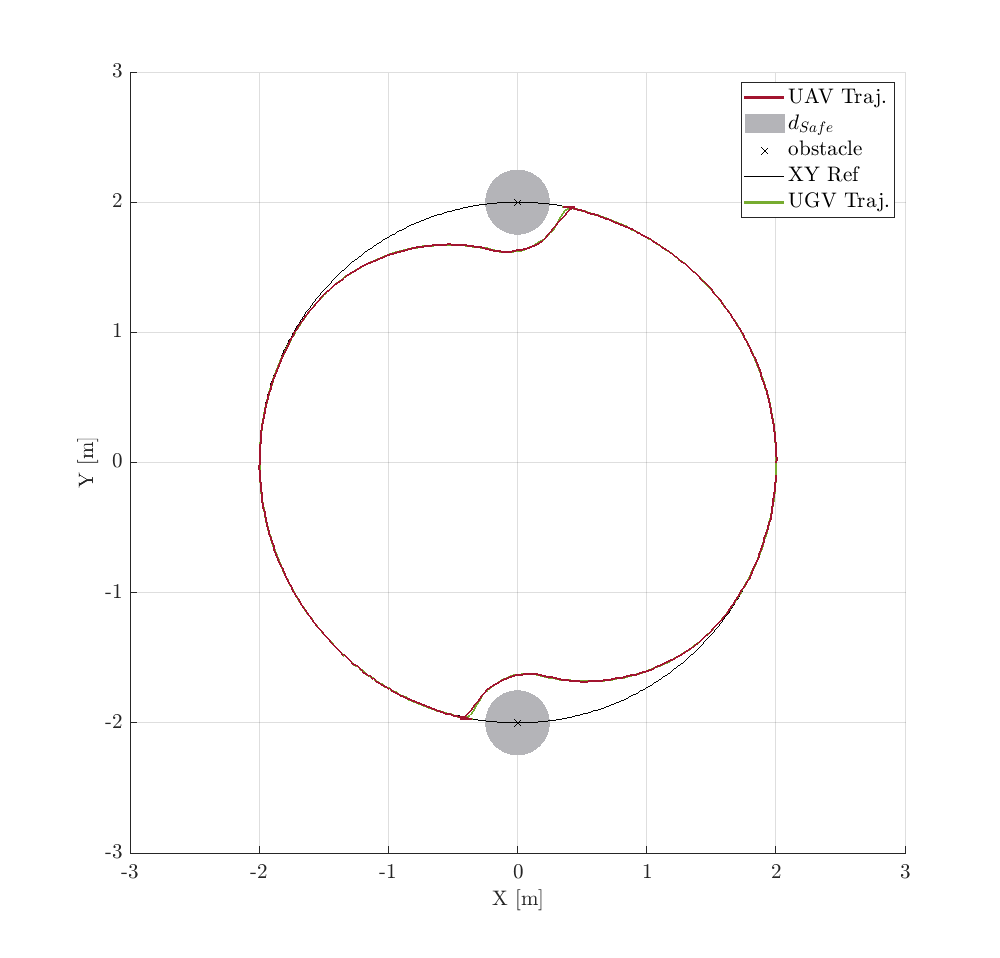 3
2
1
0
-1
-2
-3
Y [m]
-3 -2 -1 0 1 2 3
X [m]
UAV Traj.
dSafe
obstacle
XY Ref
UGV Traj.